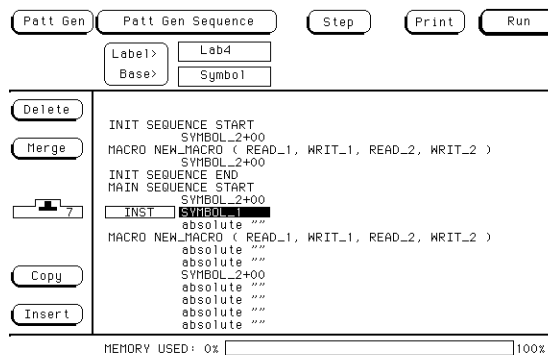 Patt Gen Patt Gen Sequence Step Print Run
Label> Lab4
Base> Symbol
Delete
INIT SEQUENCE START
SYMBOL_2+00
Merge MACRO NEW_MACRO ( READ_1, WRIT_1, READ_2, WRIT_2 )
SYMBOL_2+00
INIT SEQUENCE END
MAIN SEQUENCE START
SYMBOL_2+00
7 INST SYMBOL_1
absolute ""
MACRO NEW_MACRO ( READ_1, WRIT_1, READ_2, WRIT_2 )
absolute ""
absolute ""
Copy SYMBOL_2+00
absolute ""
absolute ""
Insert absolute ""
absolute ""
MEMORY USED: 0% 100%